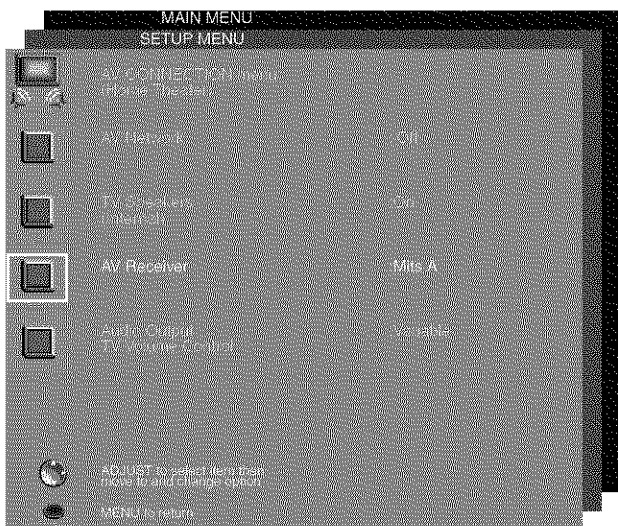 MAIN MENU
SETUP MENU
AV CONNECTION menu
(Home Theater)
AV Network :Off
TV Speakers :On
(Internal)
AV Receiver :Mits A
Audio Output :Variable
TV Volume Control
ADJUST to select item then
move to and change option
MENU to return